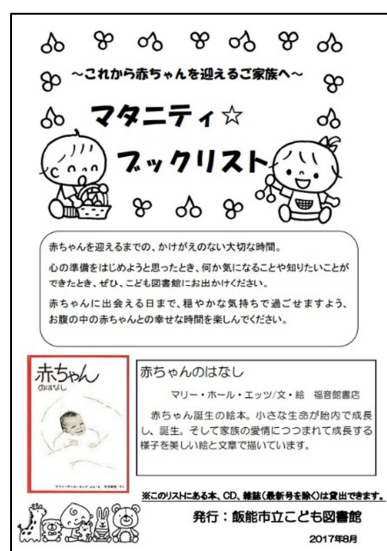 ～これから赤ちゃんを迎えるご家族へ～
マタニティ☆
ブックリスト
赤ちゃんを迎えるまでの、かけがえのない大切な時間。
心の準備をはじめようと思ったとき、何か気になることや知りたいことが
できたとき、ぜひ、こども図書館にお出かけください。
赤ちゃんに出会える日まで、穏やかな気持ちで過ごせますよう、
お腹の中の赤ちゃんとの幸せな時間を楽しんでください。
赤ちゃん
のはなし
赤ちゃんのはなし
マリー・ホール・エッツ/文・絵　福音館書店
赤ちゃん誕生の絵本。小さな生命が胎内で成長
し、誕生。そして家族の愛情につつまれて成長する
様子を美しい絵と文章で描いています。
※このリストにある本、CD、雑誌（最新号を除く）は貸出できます。
発行：飯能市立こども図書館
2017年8月